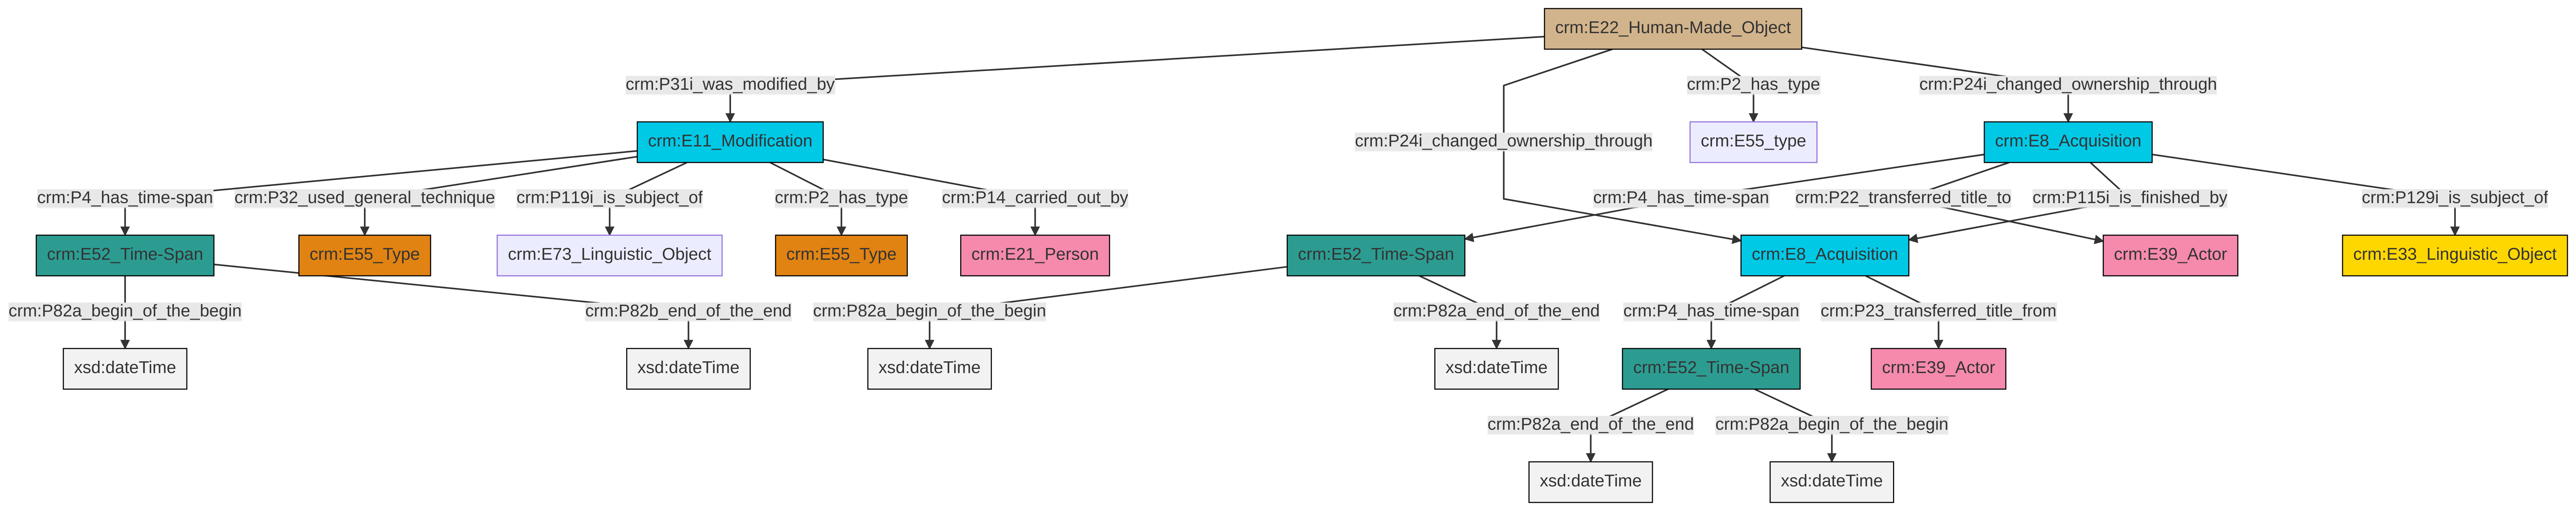 crm:E22_Human-Made_Object
crm:P31i_was_modified_by
crm:P2_has_type
crm:P24i_changed_ownership_through
crm:P24i_changed_ownership_through
crm:E11_Modification
crm:E55_type
crm:E8_Acquisition
crm:P4_has_time-span
crm:P32_used_general_technique
crm:P119i_is_subject_of
crm:P2_has_type
crm:P14_carried_out_by
crm:P4_has_time-span
crm:P22_transferred_title_to
crm:P115i_is_finished_by
crm:P129i_is_subject_of
crm:E52_Time-Span
crm:E55_Type
crm:E73_Linguistic_Object
crm:E55_Type
crm:E21_Person
crm:E52_Time-Span
crm:E8_Acquisition
crm:E39_Actor
crm:E33_Linguistic_Object
crm:P82a_begin_of_the_begin
crm:P82b_end_of_the_end
crm:P82a_begin_of_the_begin
crm:P82a_end_of_the_end
crm:P4_has_time-span
crm:P23_transferred_title_from
xsd:dateTime
xsd:dateTime
xsd:dateTime
xsd:dateTime
crm:E52_Time-Span
crm:E39_Actor
crm:P82a_end_of_the_end
crm:P82a_begin_of_the_begin
xsd:dateTime
xsd:dateTime